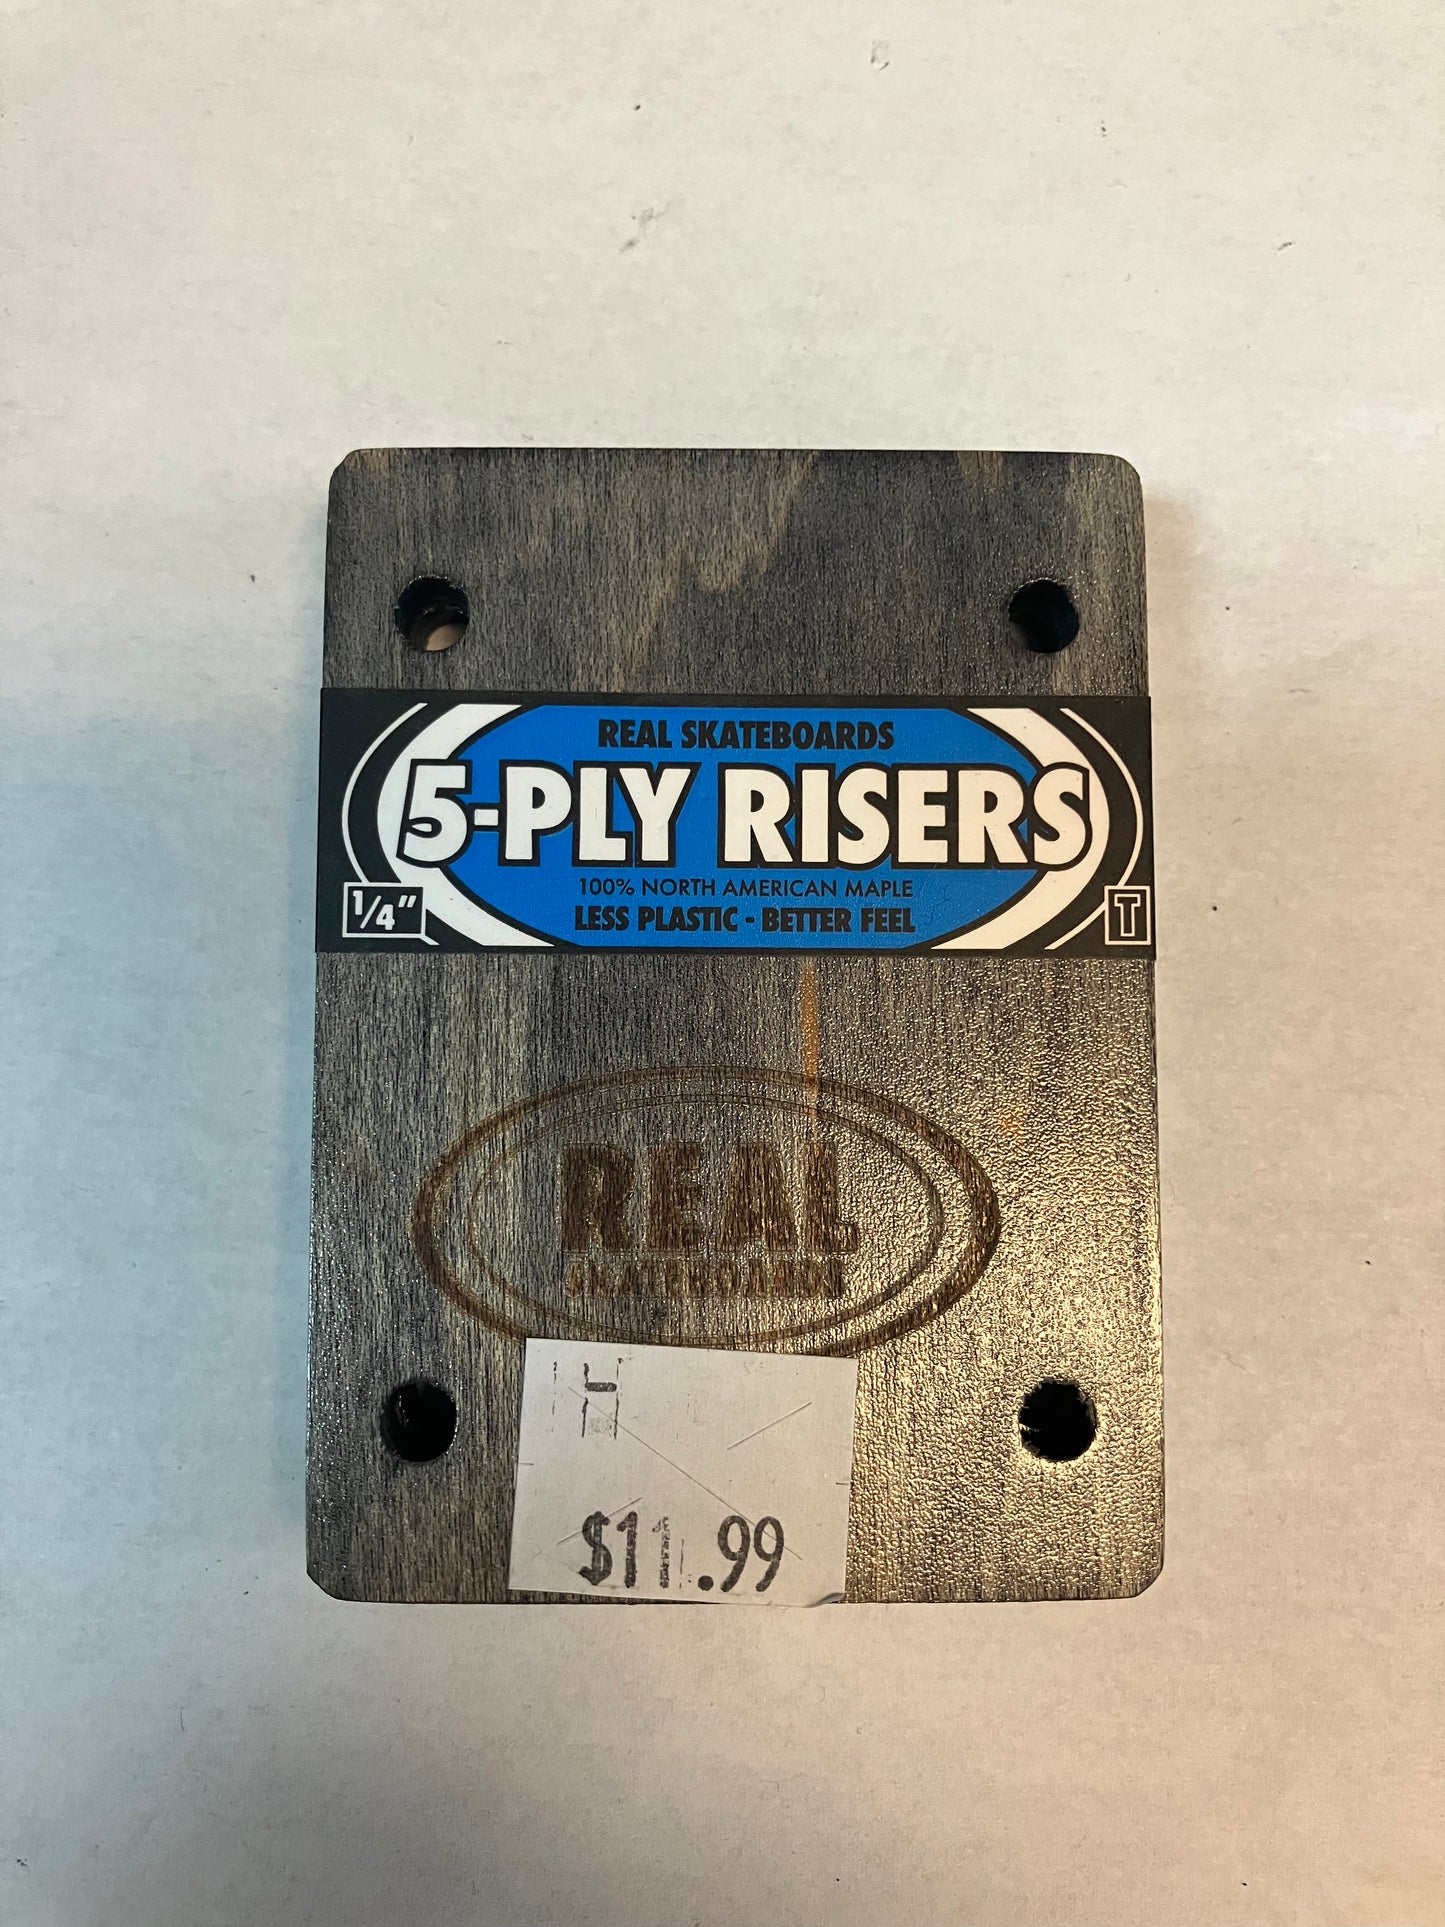 REAL SKATEBOARDS
5-PLY RISERS
100% NORTH AMERICAN MAPLE
LESS PLASTIC - BETTER FEEL
1/4"
T
REAL
SKATEBOARDS
$11.99